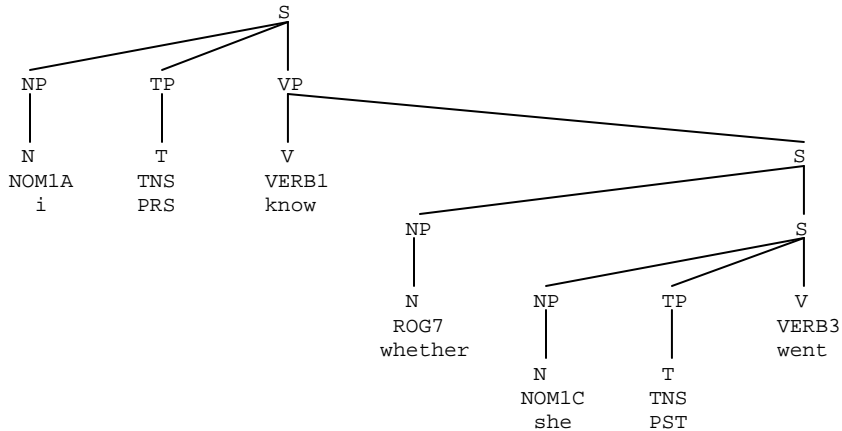 S
NP TP VP
N T V S
NOM1A TNS VERB1
i PRS know
NP S
N NP TP V
ROG7 VERB3
whether went
N T
NOM1C TNS
she PST